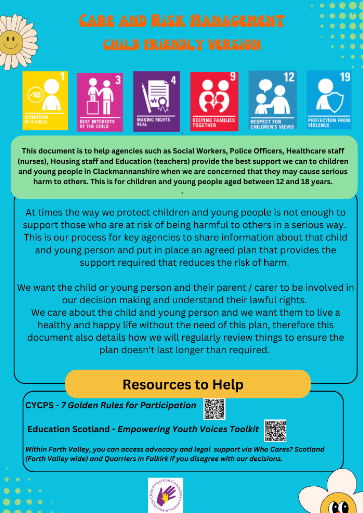 CARE AND RISK MANAGEMENT
CHILD FRIENDLY VERSION
1
3
4
9
12
19
-18
DEFINITION
OF A CHILD
BEST INTERESTS
OF THE CHILD
MAKING RIGHTS
REAL
KEEPING FAMILIES
TOGETHER
RESPECT FOR
CHILDREN'S VIEWS
PROTECTION FROM
VIOLENCE
This document is to help agencies such as Social Workers, Police Officers, Healthcare staff
(nurses), Housing staff and Education (teachers) provide the best support we can to children
and young people in Clackmannanshire when we are concerned that they may cause serious
harm to others. This is for children and young people aged between 12 and 18 years.
.
At times the way we protect children and young people is not enough to
support those who are at risk of being harmful to others in a serious way.
This is our process for key agencies to share information about that child
and young person and put in place an agreed plan that provides the
support required that reduces the risk of harm.
We want the child or young person and their parent / carer to be involved in
our decision making and understand their lawful rights.
We care about the child and young person and we want them to live a
healthy and happy life without the need of this plan, therefore this
document also details how we will regularly review things to ensure the
plan doesn't last longer than required.
Resources to Help
CYCPS - 7 Golden Rules for Participation
Education Scotland - Empowering Youth Voices Toolkit
Within Forth Valley, you can access advocacy and legal support via Who Cares? Scotland
(Forth Valley wide) and Quarriers in Falkirk if you disagree with our decisions.